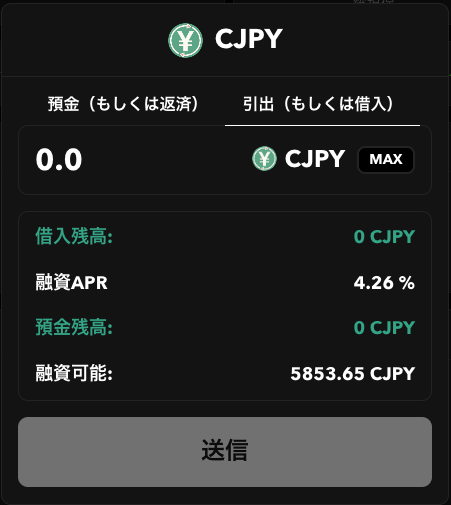 CJPY
預金（もしくは返済）
引出（もしくは借入）
0.0
CJPY
MAX
借入残高:
0 CJPY
融資APR
4.26 %
預金残高:
0 CJPY
融資可能:
5853.65 CJPY
送信